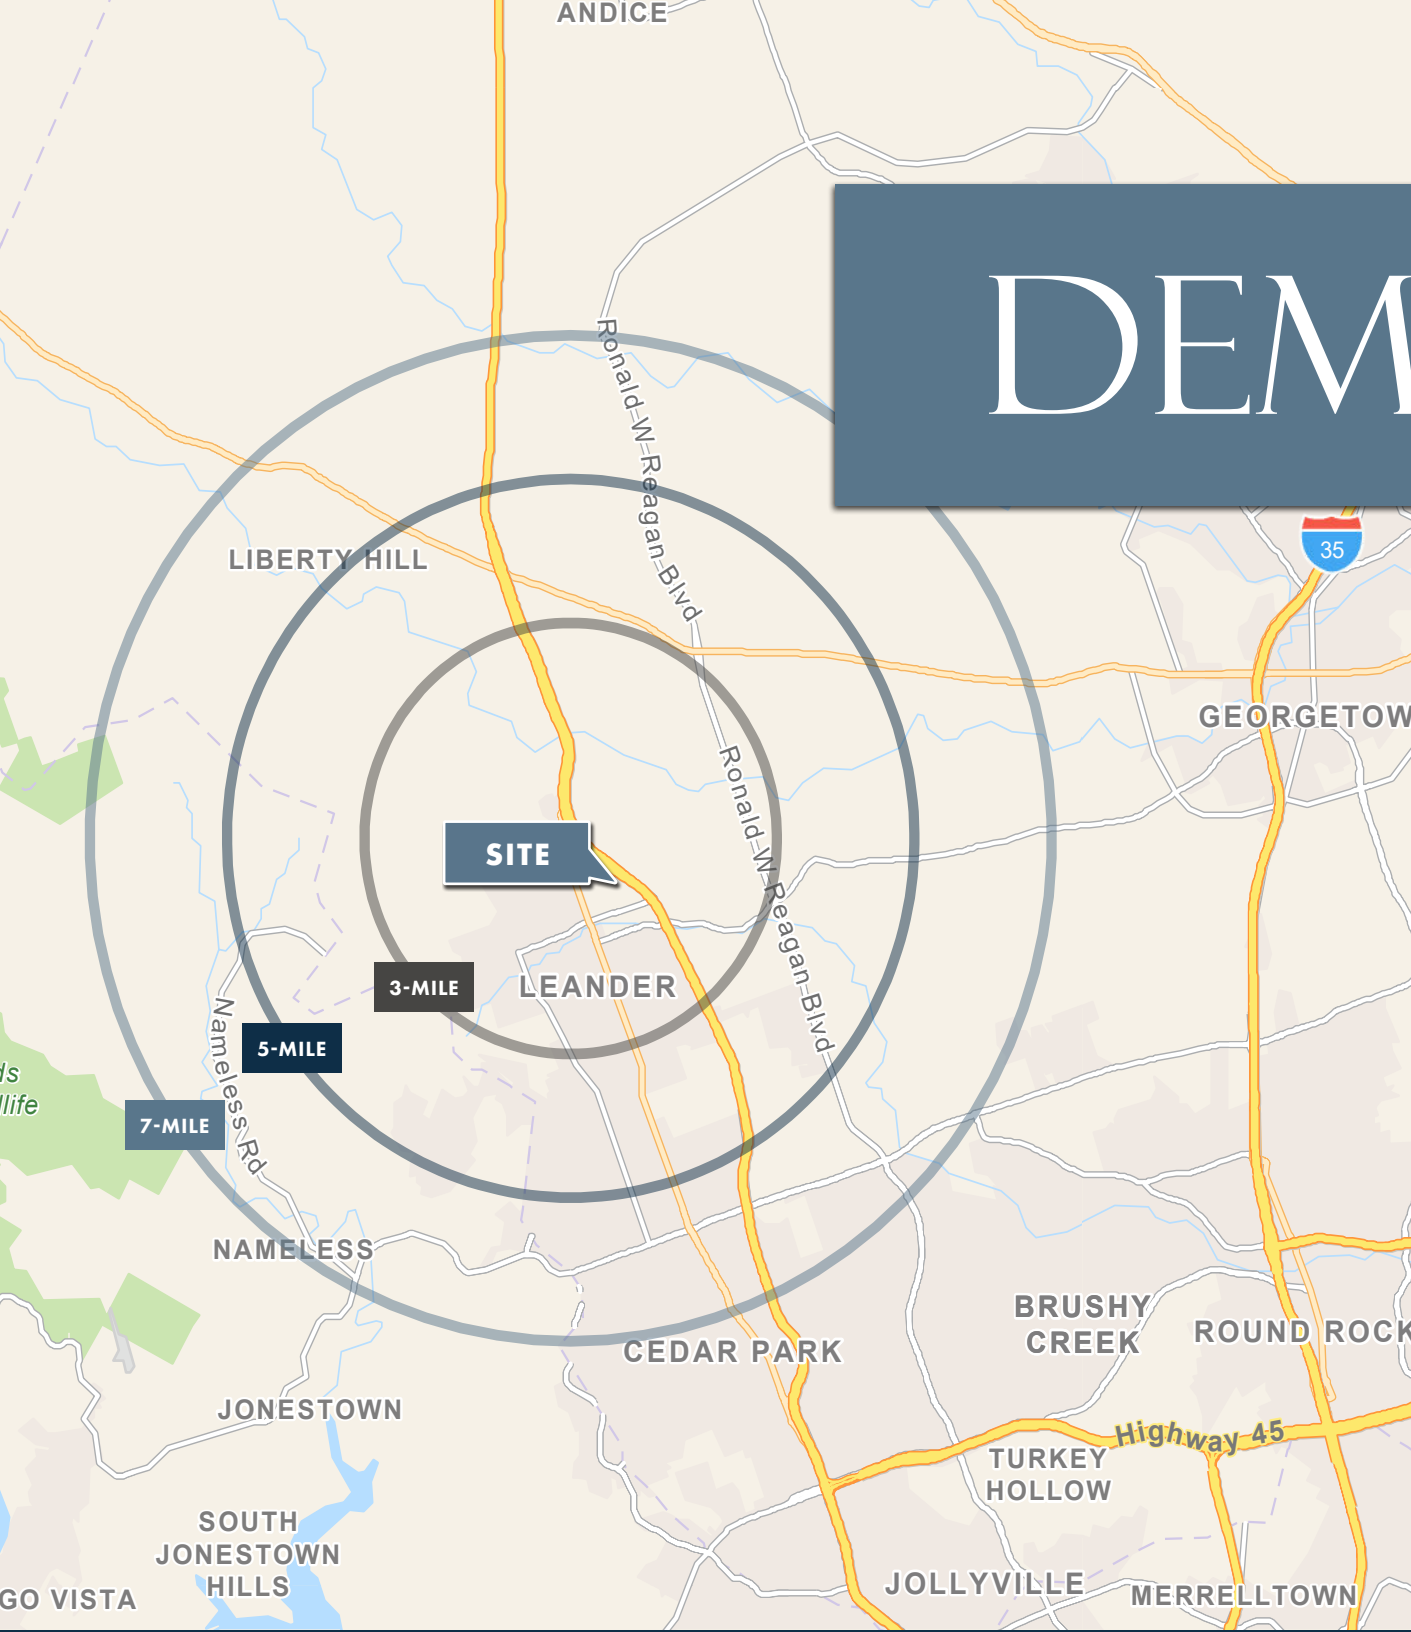 ANDICE
DEM
Ronald W Reagan Blvd
35
LIBERTY HILL
GEORGETOW
Ronald W Reagan Blvd
SITE
3-MILE
LEANDER
5-MILE
Nameless Rd
ds
llife
7-MILE
NAMELESS
BRUSHY
CREEK
ROUND ROCK
CEDAR PARK
JONESTOWN
Highway 45
TURKEY
HOLLOW
SOUTH
JONESTOWN
HILLS
GO VISTA
JOLLYVILLE
MERRELLTOWN